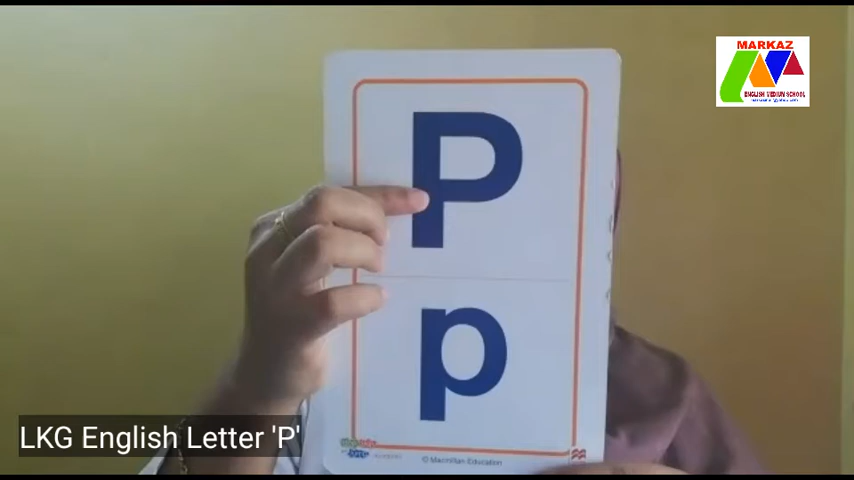 MARKAZ
ENGLISH MEDIUM SCHOOL
P
p
© Macmillan Education
LKG English Letter 'P'